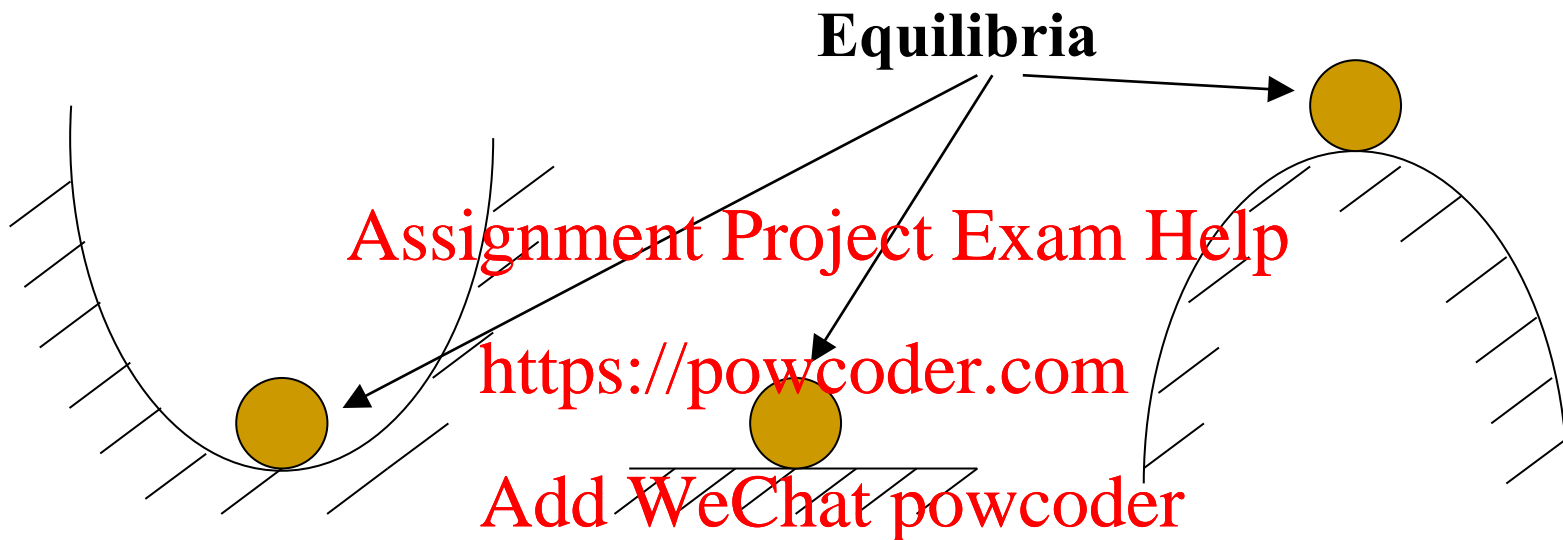 Equilibria
Assignment Project Exam Help
https://powcoder.com
Add WeChat powcoder